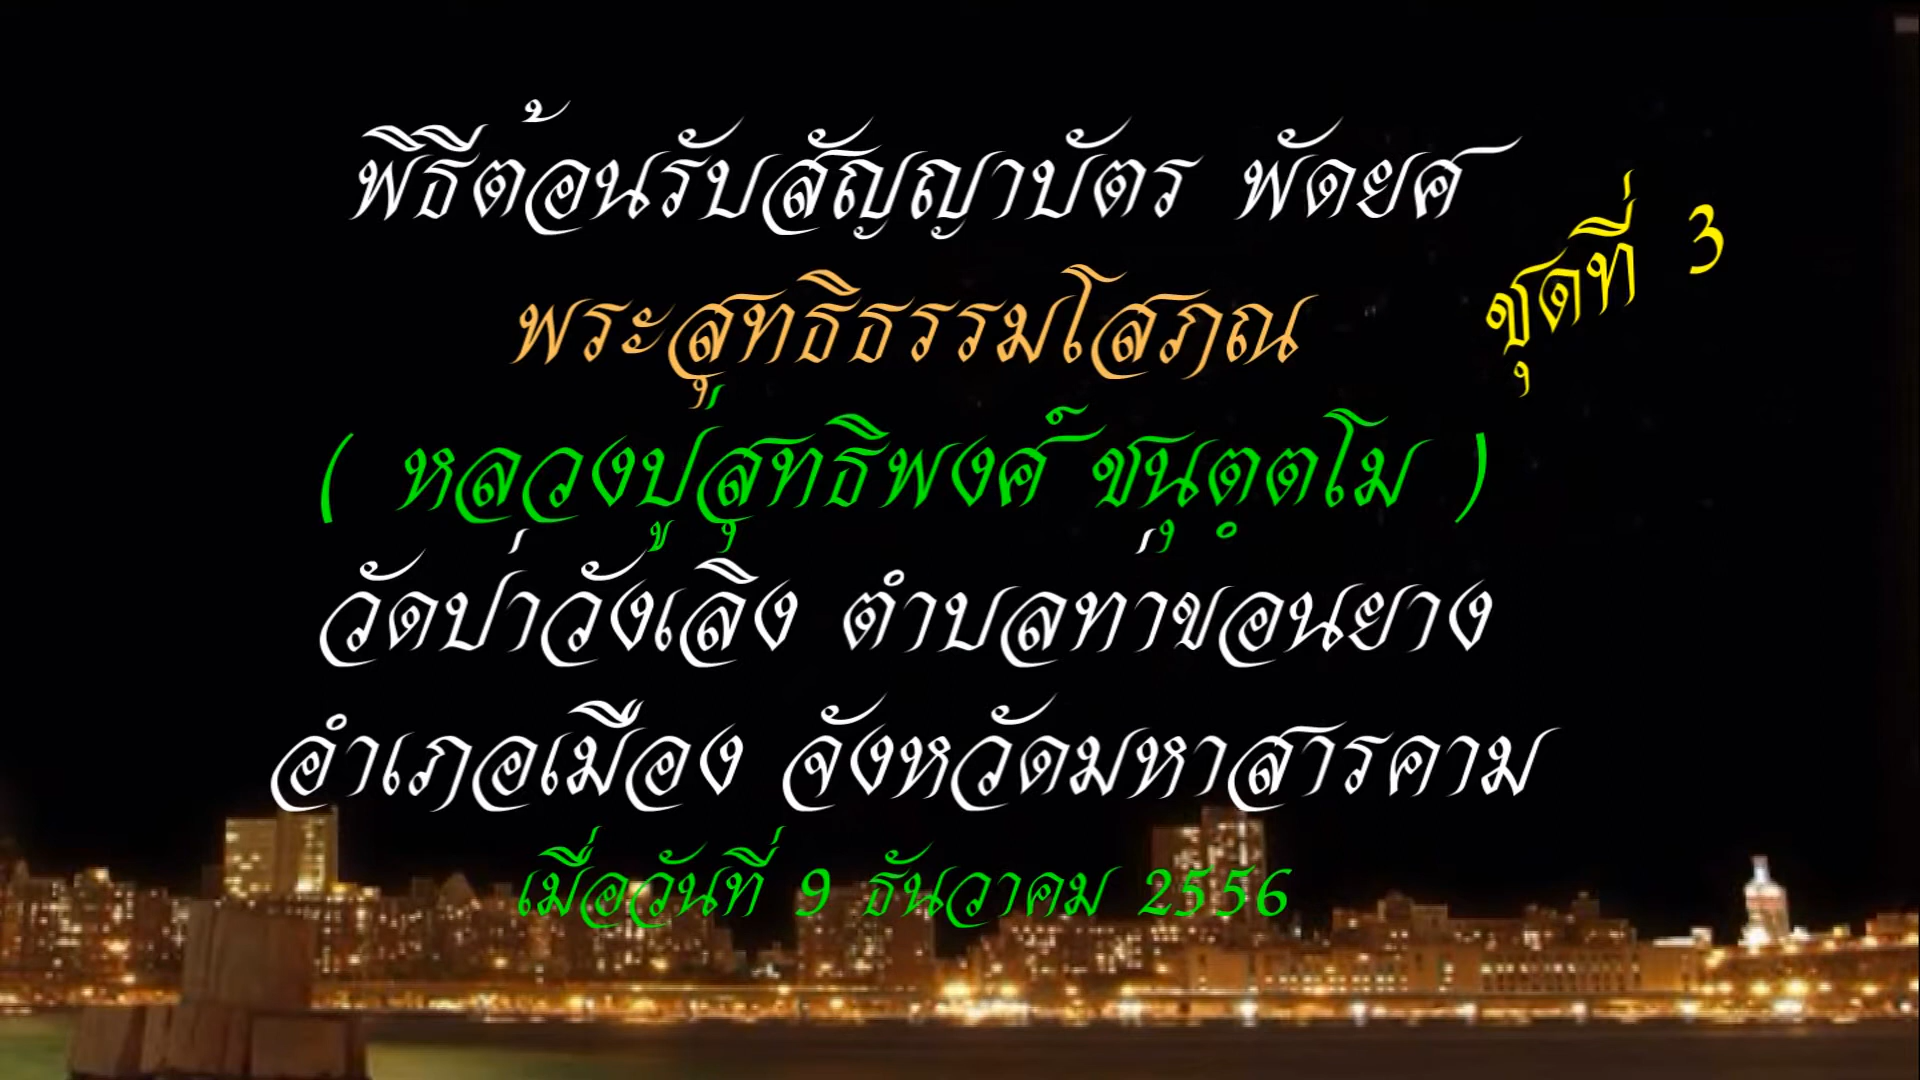 พิธีต้อนรับสัญญาบัตร พัดยศ
ชุดที่ 3
พระสุทธิธรรมโสภณ
( หลวงปู่สุทธิพงศ์ ชนุตฺตโม )
วัดป่าวังเลิง ตำบลท่าขอนยาง
อำเภอเมือง จังหวัดมหาสารคาม
เมื่อวันที่ 9 ธันวาคม 2556